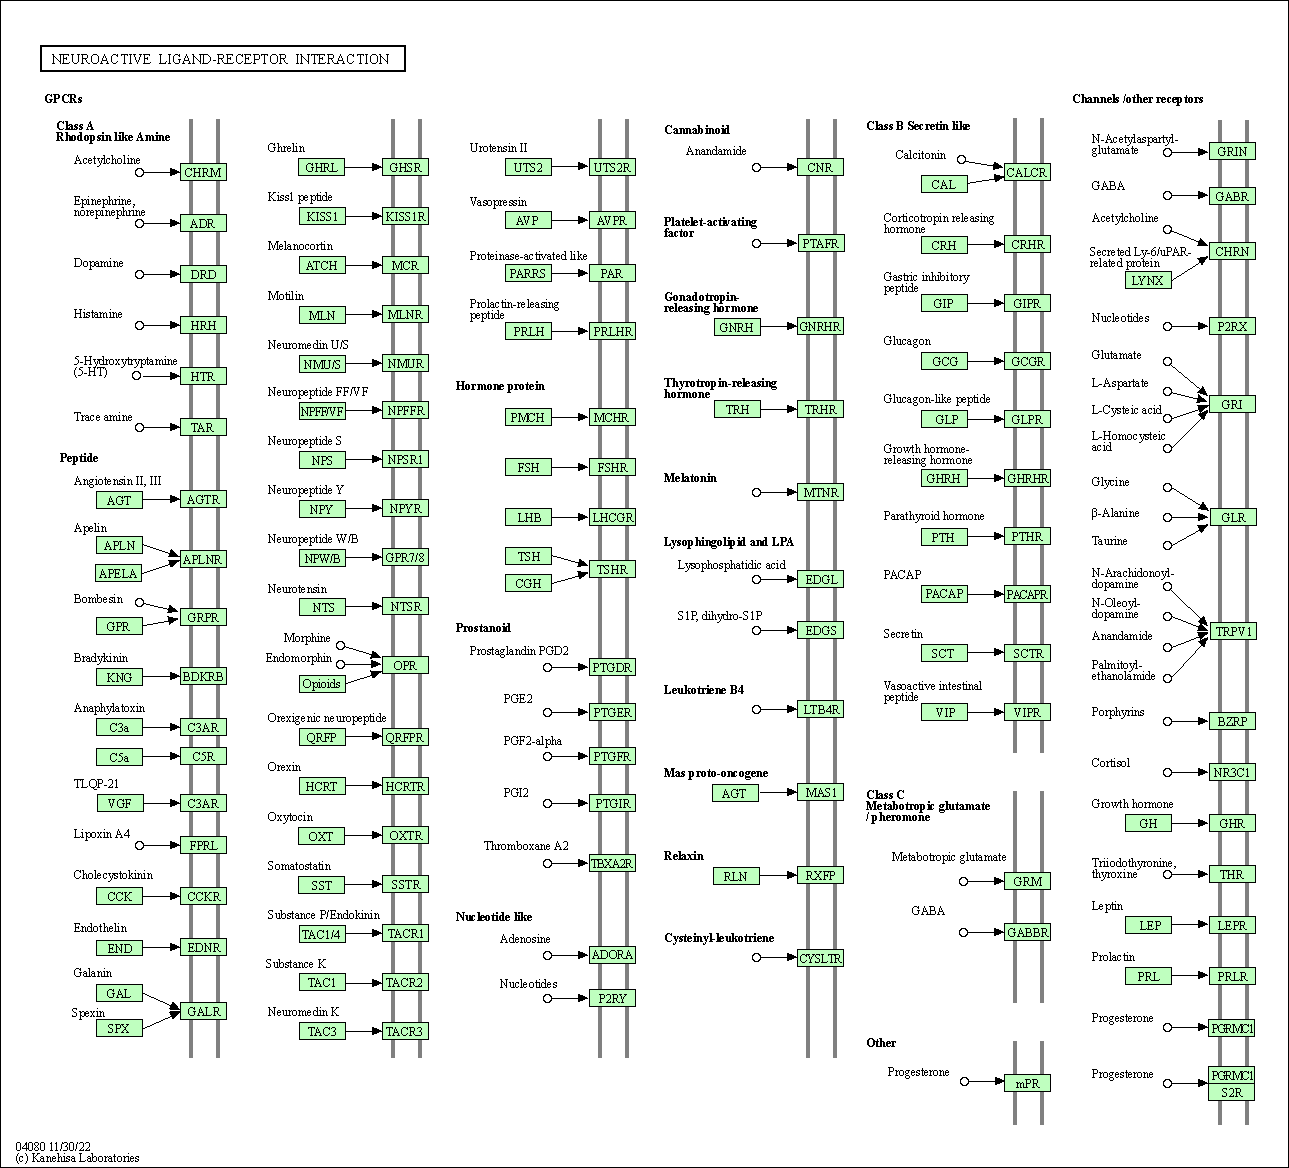 NEUROACTIVE LIGAND-RECEPTOR INTERACTION
GPCRs
Class A
Rhodopsin like Amine
Acetylcholine
CHRM
Epinephrine,
norepinephrine
ADR
Dopamine
DRD
Histamine
HRH
5-Hydroxytryptamine
(5-HT)
HTR
Trace amine
TAR
Peptide
Angiotensin II, III
AGT
AGTR
Apelin
APLN
APELA
APLNR
Bombesin
GPR
GRPR
Bradykinin
KNG
BDKRB
Anaphylatoxin
C3a
C3AR
C5a
C5R
TLQP-21
VGF
C3AR
Lipoxin A4
FPRL
Cholecystokinin
CCK
CCKR
Endothelin
END
EDNR
Galanin
GAL
GALR
Spexin
SPX
Ghrelin
GHRL
GHSR
Kiss1 peptide
KISS1
KISS1R
Melanocortin
ATCH
MCR
Motilin
MLN
MLNR
Neuromedin U/S
NMU/S
NMUR
Neuropeptide FF/VF
NPFF/VF
NPFFR
Neuropeptide S
NPS
NPSR1
Neuropeptide Y
NPY
NPYR
Neuropeptide W/B
NPW/B
GPR7/8
Neurotensin
NTS
NTSR
Morphine
Endomorphin
Opioids
OPR
Orexigenic neuropeptide
QRFP
QRFPR
Orexin
HCRT
HCRTR
Oxytocin
OXT
OXTR
Somatostatin
SST
SSTR
Substance P/Endokinin
TAC1/4
TACR1
Substance K
TAC1
TACR2
Neuromedin K
TAC3
TACR3
Urotensin II
UTS2
UTS2R
Vasopressin
AVP
AVPR
Proteinase-activated like
PARRS
PAR
Prolactin-releasing
peptide
PRLH
PRLHR
Hormone protein
PMCH
MCHR
FSH
FSHR
LHB
LHCGR
TSH
CGH
TSHR
Prostanoid
Prostaglandin PGD2
PTGDR
PGE2
PTGER
PGF2-alpha
PTGFR
PGI2
PTGIR
Thromboxane A2
TBXA2R
Nucleotide like
Adenosine
ADORA
Nucleotides
P2RY
Cannabinoid
Anandamide
CNR
Platelet-activating
factor
PTAFR
Gonadotropin-
releasing hormone
GNRH
GNRHR
Thyrotropin-releasing
hormone
TRH
TRHR
Melatonin
MTNR
Lysophingolipid and LPA
Lysophosphatidic acid
EDGL
S1P, dihydro-S1P
EDGS
Leukotriene B4
LTB4R
Mas proto-oncogene
AGT
MAS1
Relaxin
RLN
RXFP
Cysteinyl-leukotriene
CYSLTR
Class B Secretin like
Calcitonin
CAL
CALCR
Corticotropin releasing
hormone
CRH
CRHR
Gastric inhibitory
peptide
GIP
GIPR
Glucagon
GCG
GCGR
Glucagon-like peptide
GLP
GLPR
Growth hormone-
releasing hormone
GHRH
GHRHR
Parathyroid hormone
PTH
PTHR
PACAP
PACAP
PACAPR
Secretin
SCT
SCTR
Vasoactive intestinal
peptide
VIP
VIPR
Class C
Metabotropic glutamate
/ pheromone
Metabotropic glutamate
GRM
GABA
GABBR
Other
Progesterone
mPR
Channels /other receptors
N-Acetylaspartyl-
glutamate
GRIN
GABA
GABR
Acetylcholine
CHRN
Secreted Ly-6/uPAR-
related protein
LYNX
Nucleotides
P2RX
Glutamate
L-Aspartate
L-Cysteic acid
L-Homocysteic
acid
GRI
Glycine
β-Alanine
Taurine
GLR
N-Arachidonoyl-
dopamine
N-Oleoyl-
dopamine
Anandamide
Palmitoyl-
ethanolamide
TRPV1
Porphyrins
BZRP
Cortisol
NR3C1
Growth hormone
GH
GHR
Triiodothyronine,
thyroxine
THR
Leptin
LEP
LEPR
Prolactin
PRL
PRLR
Progesterone
PGRMC1
Progesterone
PGRMC1
S2R
04080 11/30/22
(c) Kanehisa Laboratories